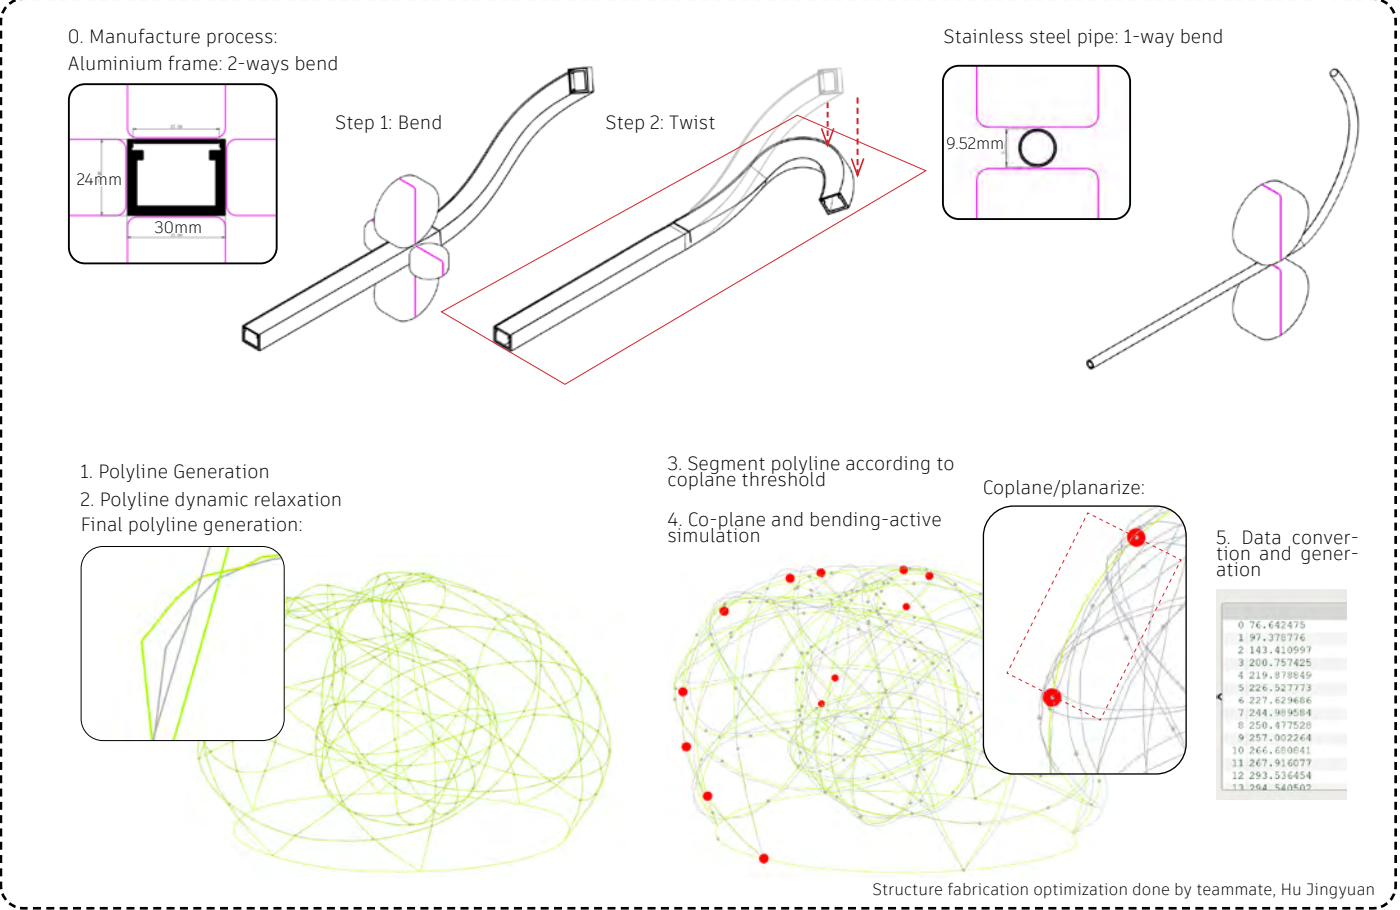 0. Manufacture process:
Aluminium frame: 2-ways bend
24mm
30mm
Step 1: Bend
Step 2: Twist
Stainless steel pipe: 1-way bend
9.52mm
1. Polyline Generation
2. Polyline dynamic relaxation
Final polyline generation:
3. Segment polyline according to
coplane threshold
4. Co-plane and bending-active
simulation
Coplane/planarize:
5. Data conver-
tion and gener-
ation
0 76.642475
1 97.378776
2 143.410997
3 200.757425
4 219.878849
5 226.527773
6 227.629686
7 244.989584
8 250.477528
9 257.002264
10 266.680841
11 267.916077
12 293.536454
13 294.540502
Structure fabrication optimization done by teammate, Hu Jingyuan